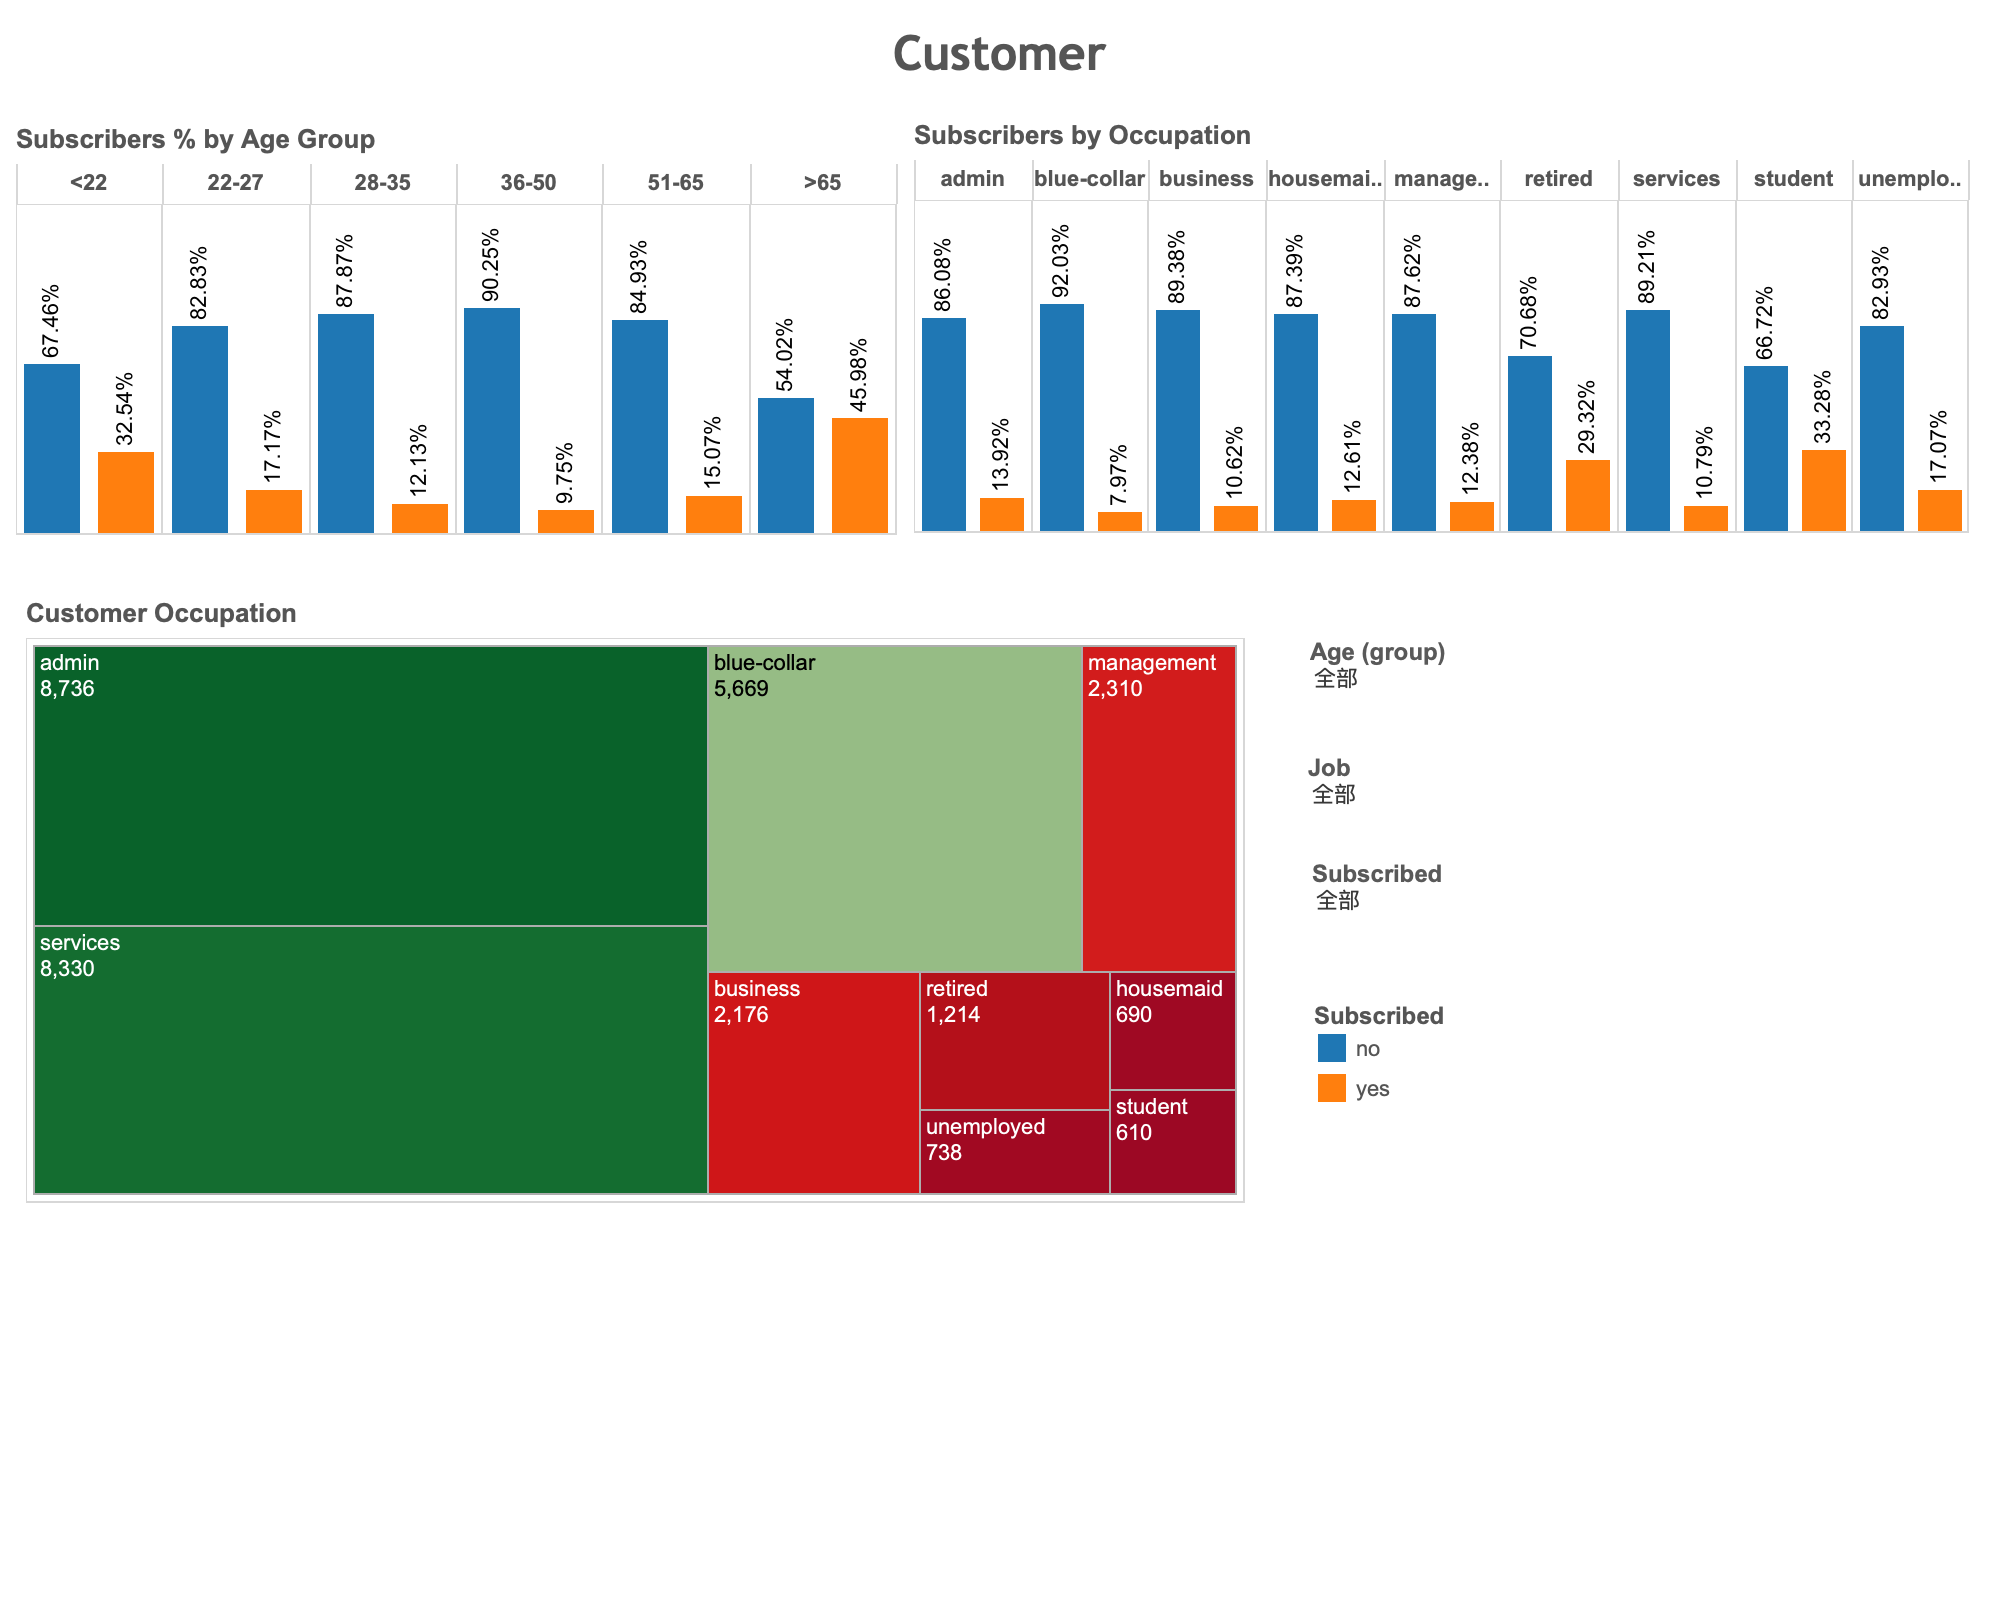 Customer
Subscribers % by Age Group
<22 22-27 28-35 36-50 51-65 >65
67.46% 32.54% 82.83% 17.17% 87.87% 12.13% 90.25% 9.75% 84.93% 15.07% 54.02% 45.98%
Subscribers by Occupation
admin blue-collar business housemai.. manage.. retired services student unemplo..
86.08% 13.92% 92.03% 7.97% 89.38% 10.62% 87.39% 12.61% 87.62% 12.38% 70.68% 29.32% 89.21% 10.79% 66.72% 33.28% 82.93% 17.07%
Customer Occupation
admin
8,736
services
8,330
blue-collar
5,669
management
2,310
business
2,176
retired
1,214
unemployed
738
housemaid
690
student
610
Age (group)
全部
Job
全部
Subscribed
全部
Subscribed
no
yes